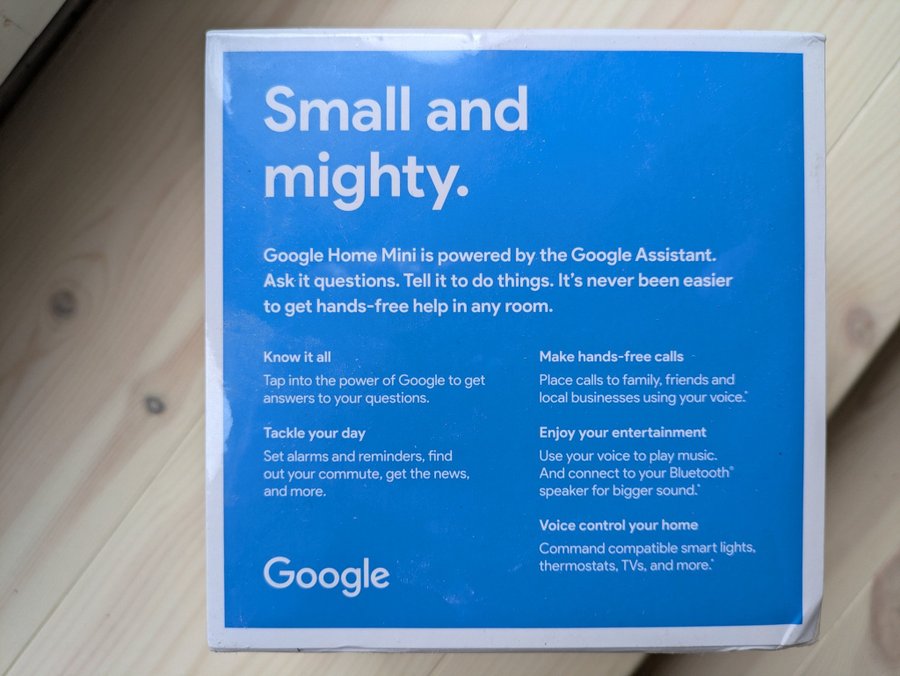 Small and
mighty.
Google Home Mini is powered by the Google Assistant.
Ask it questions. Tell it to do things. It's never been easier
to get hands-free help in any room.
Know it all
Tap into the power of Google to get
answers to your questions.
Tackle your day
Set alarms and reminders, find
out your commute, get the news,
and more.
Make hands-free calls
Place calls to family, friends and
local businesses using your voice.*
Enjoy your entertainment
Use your voice to play music.
And connect to your Bluetooth®
speaker for bigger sound.*
Voice control your home
Command compatible smart lights,
thermostats, TVs, and more.*
Google